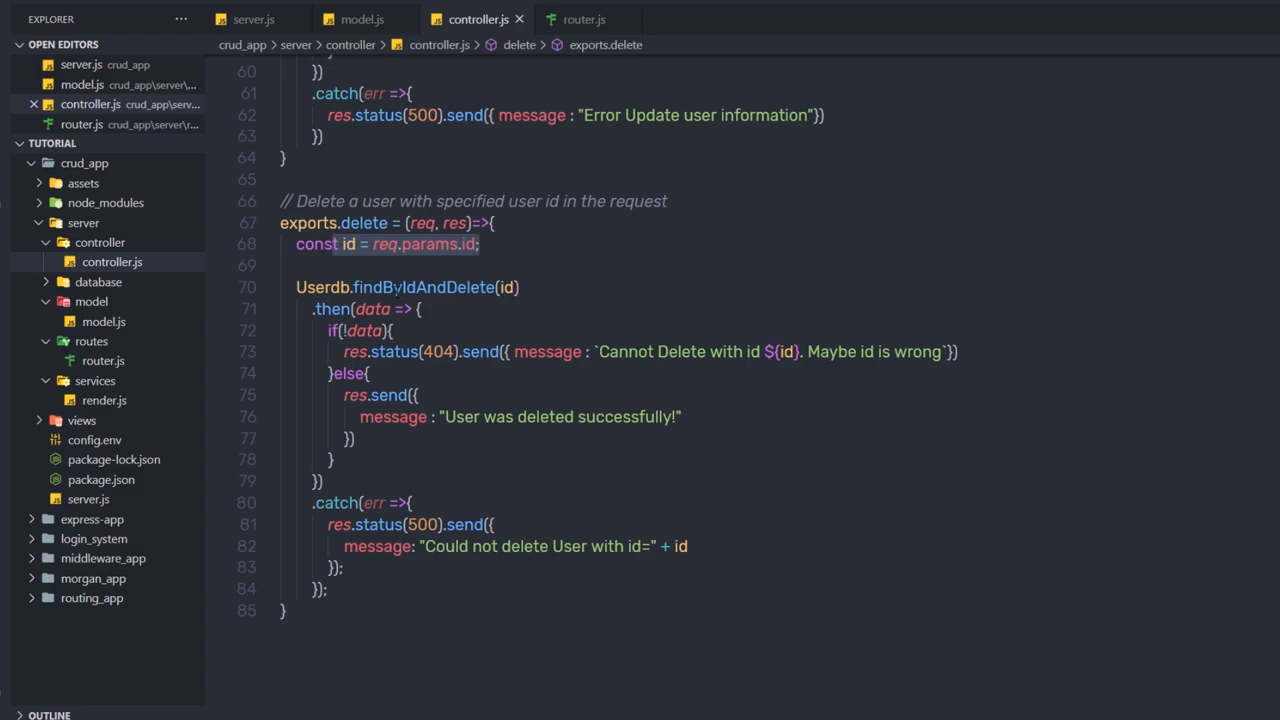 EXPLORER
···
server.js
model.js
controller.js
router.js
OPEN EDITORS
crud_app › server › controller › controller.js › delete › exports.delete
server.js crud_app
model.js crud_app\server\...
controller.js crud_app\serv...
router.js crud_app\server\r...
TUTORIAL
crud_app
assets
node_modules
server
controller
controller.js
database
model
model.js
routes
router.js
services
render.js
views
config.env
package-lock.json
package.json
server.js
express-app
login_system
middleware_app
morgan_app
routing_app
OUTLINE
60 })
61 .catch(err =>{
62 res.status(500).send({ message : "Error Update user information"})
63 })
64 }
65
66 // Delete a user with specified user id in the request
67 exports.delete = (req, res)=>{
68 const id = req.params.id;
69
70 Userdb.findByIdAndDelete(id)
71 .then(data => {
72 if(!data){
73 res.status(404).send({ message : `Cannot Delete with id ${id}. Maybe id is wrong`})
74 }else{
75 res.send({
76 message : "User was deleted successfully!"
77 })
78 }
79 })
80 .catch(err =>{
81 res.status(500).send({
82 message: "Could not delete User with id=" + id
83 });
84 });
85 }